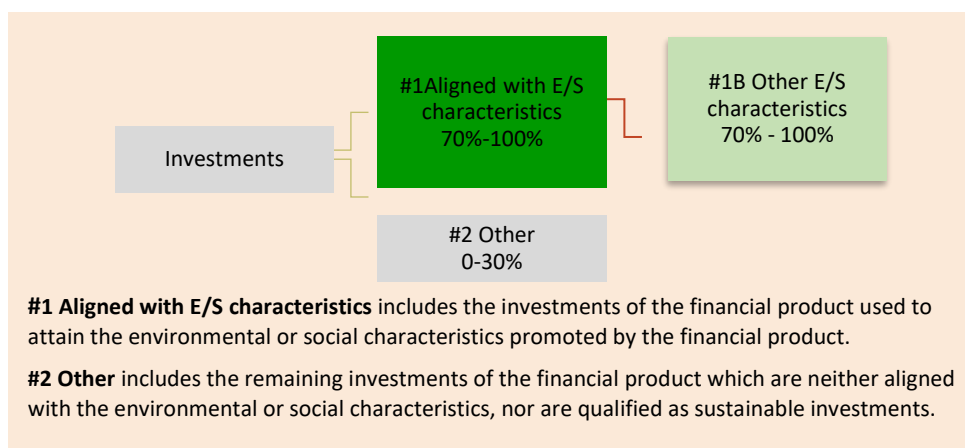 #1Aligned with E/S
characteristics
70%-100%
#1B Other E/S
characteristics
70% - 100%
Investments
#2 Other
0-30%
#1 Aligned with E/S characteristics includes the investments of the financial product used to
attain the environmental or social characteristics promoted by the financial product.
#2 Other includes the remaining investments of the financial product which are neither aligned
with the environmental or social characteristics, nor are qualified as sustainable investments.